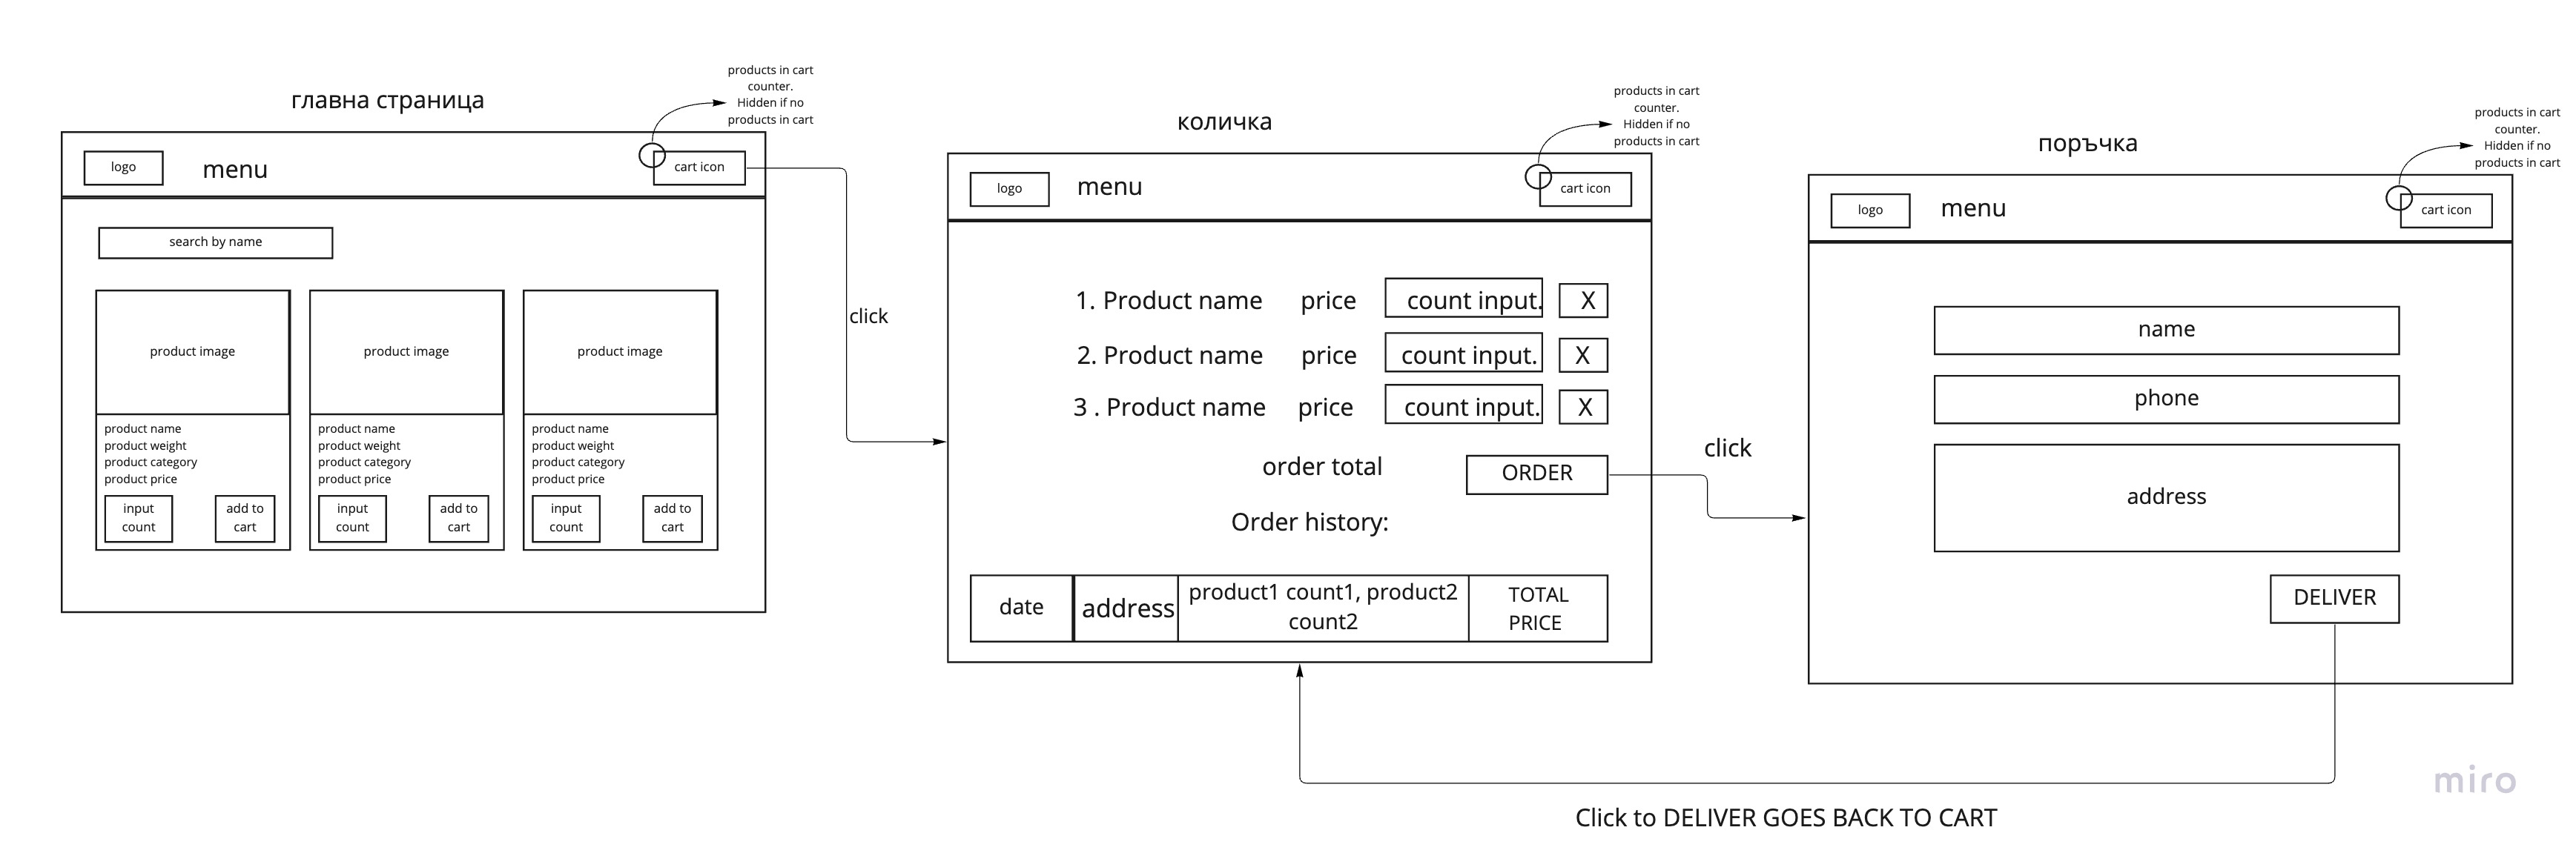 главна страница
products in cart
counter.
Hidden if no
products in cart
logo
menu
cart icon
search by name
product image
product name
product weight
product category
product price
input
count
add to
cart
product image
product name
product weight
product category
product price
input
count
add to
cart
product image
product name
product weight
product category
product price
input
count
add to
cart
click
количка
products in cart
counter.
Hidden if no
products in cart
logo
menu
cart icon
1. Product name price count input. X
2. Product name price count input. X
3 . Product name price count input. X
order total ORDER
Order history:
date
address
product1 count1, product2
count2
TOTAL
PRICE
click
поръчка
products in cart
counter.
Hidden if no
products in cart
logo
menu
cart icon
name
phone
address
DELIVER
Click to DELIVER GOES BACK TO CART
miro